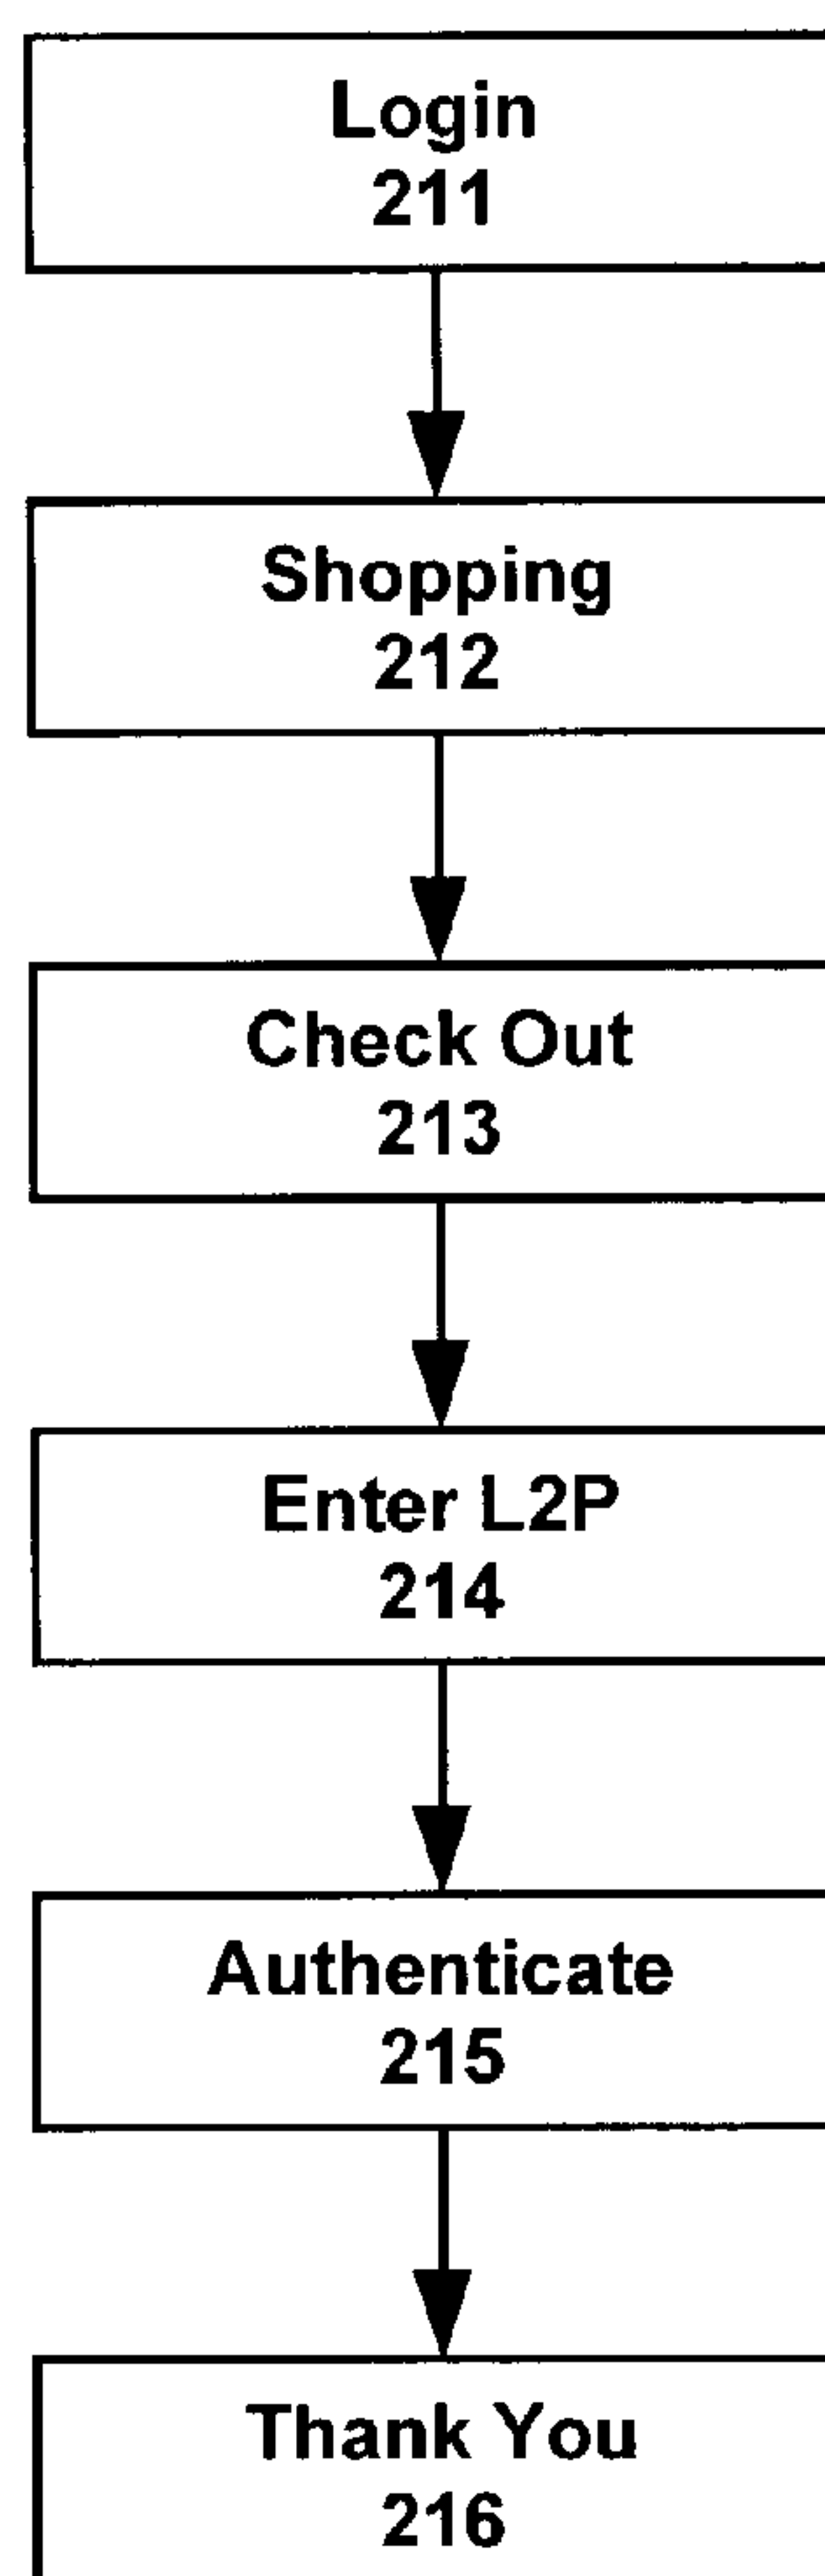 Login
211
Shopping
212
Check Out
213
Enter L2P
214
Authenticate
215
Thank You
216